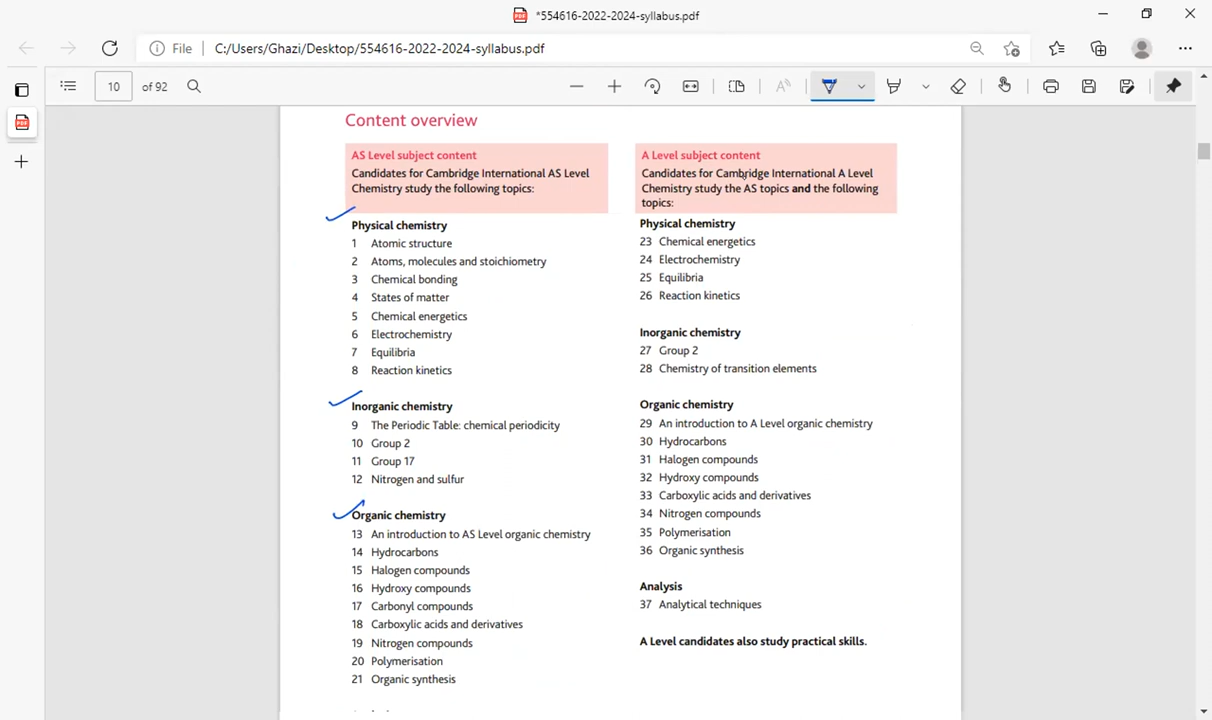 *554616-2022-2024-syllabus.pdf
File
C:/Users/Ghazi/Desktop/554616-2022-2024-syllabus.pdf
10 of 92
Content overview
AS Level subject content
Candidates for Cambridge International AS Level
Chemistry study the following topics:
Physical chemistry
1 Atomic structure
2 Atoms, molecules and stoichiometry
3 Chemical bonding
4 States of matter
5 Chemical energetics
6 Electrochemistry
7 Equilibria
8 Reaction kinetics
Inorganic chemistry
9 The Periodic Table: chemical periodicity
10 Group 2
11 Group 17
12 Nitrogen and sulfur
Organic chemistry
13 An introduction to AS Level organic chemistry
14 Hydrocarbons
15 Halogen compounds
16 Hydroxy compounds
17 Carbonyl compounds
18 Carboxylic acids and derivatives
19 Nitrogen compounds
20 Polymerisation
21 Organic synthesis
A Level subject content
Candidates for Cambridge International A Level
Chemistry study the AS topics and the following
topics:
Physical chemistry
23 Chemical energetics
24 Electrochemistry
25 Equilibria
26 Reaction kinetics
Inorganic chemistry
27 Group 2
28 Chemistry of transition elements
Organic chemistry
29 An introduction to A Level organic chemistry
30 Hydrocarbons
31 Halogen compounds
32 Hydroxy compounds
33 Carboxylic acids and derivatives
34 Nitrogen compounds
35 Polymerisation
36 Organic synthesis
Analysis
37 Analytical techniques
A Level candidates also study practical skills.